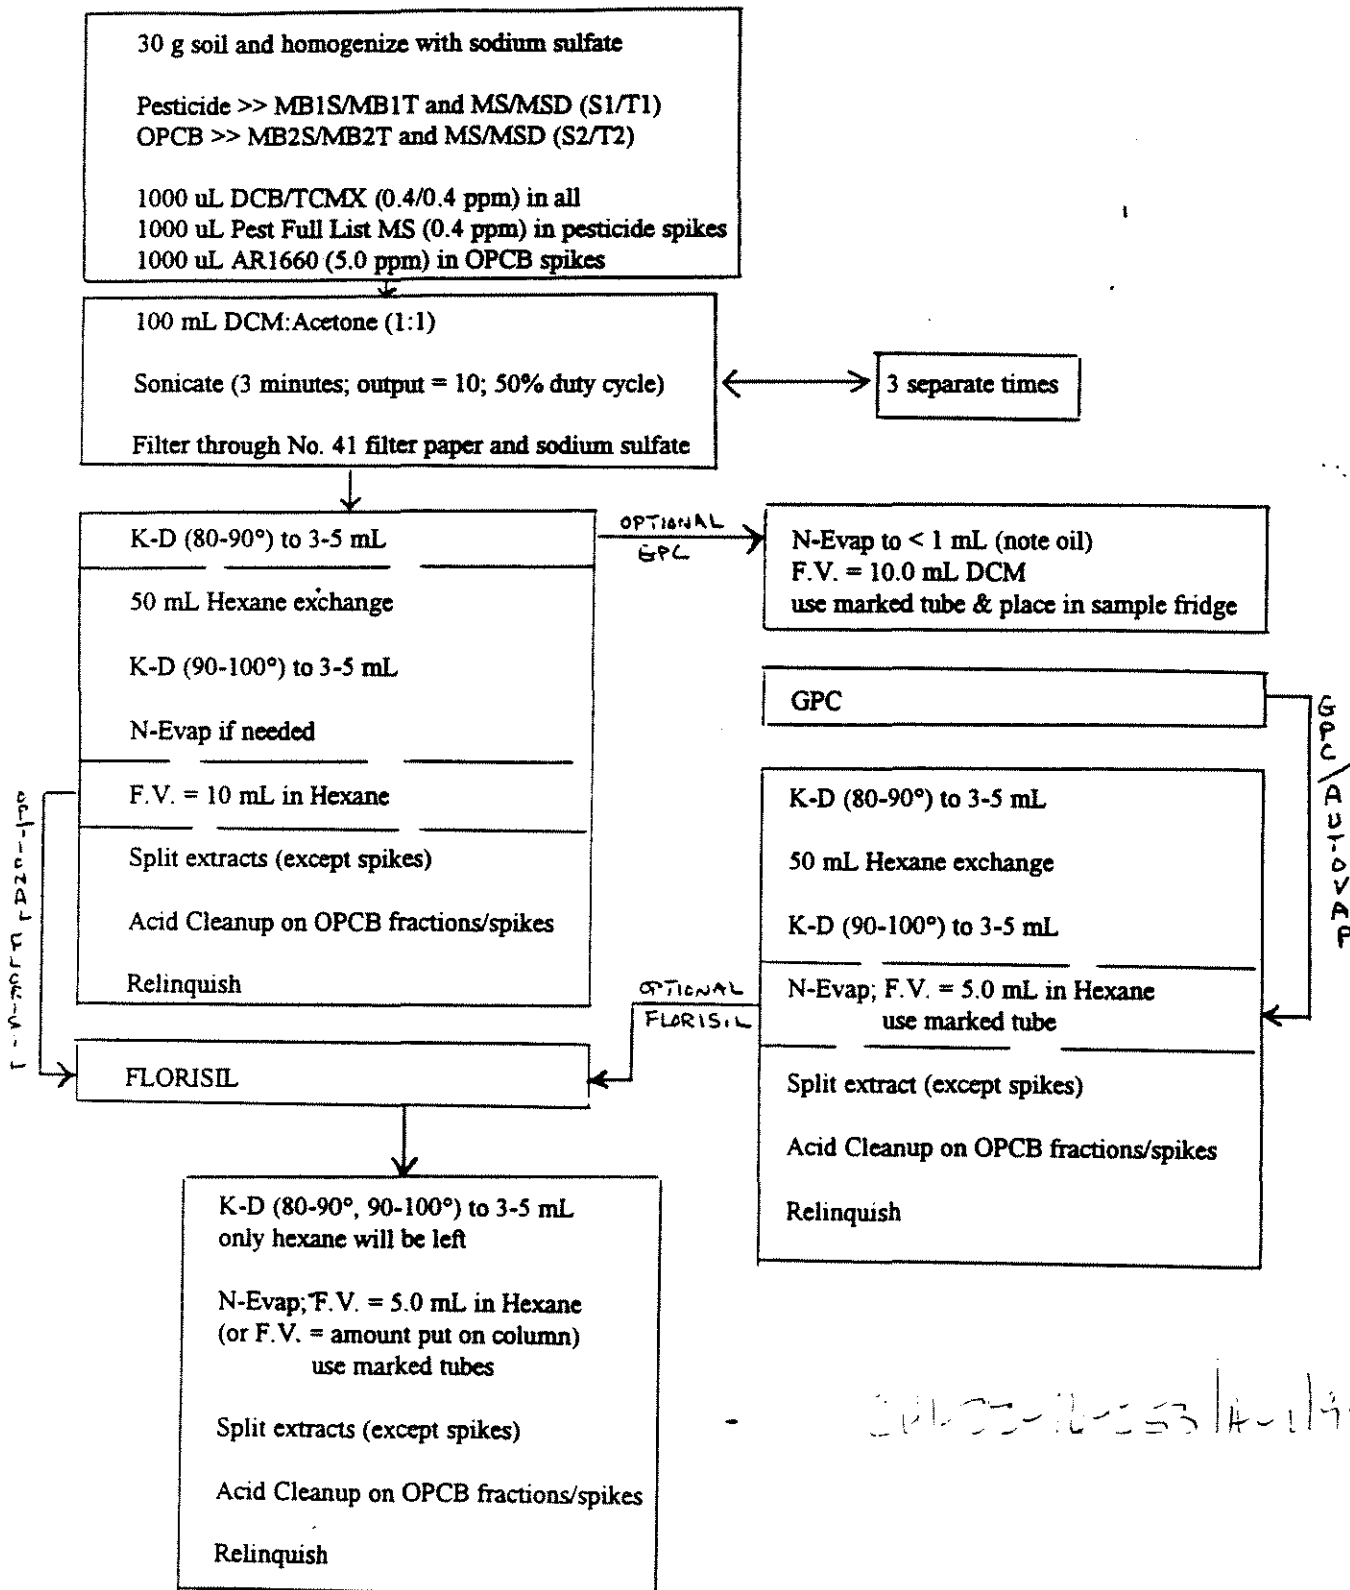 30 g soil and homogenize with sodium sulfate
Pesticide >> MB1S/MB1T and MS/MSD (S1/T1)
OPCB >> MB2S/MB2T and MS/MSD (S2/T2)
1000 uL DCB/TCMX (0.4/0.4 ppm) in all
1000 uL Pest Full List MS (0.4 ppm) in pesticide spikes
1000 uL AR1660 (5.0 ppm) in OPCB spikes
100 mL DCM:Acetone (1:1)
Sonicate (3 minutes; output = 10; 50% duty cycle)
Filter through No. 41 filter paper and sodium sulfate
3 separate times
K-D (80-90°) to 3-5 mL
50 mL Hexane exchange
K-D (90-100°) to 3-5 mL
N-Evap if needed
F.V. = 10 mL in Hexane
Split extracts (except spikes)
Acid Cleanup on OPCB fractions/spikes
Relinquish
OPTIONAL
GPC
N-Evap to < 1 mL (note oil)
F.V. = 10.0 mL DCM
use marked tube & place in sample fridge
GPC
GPC\AUTOVAP
K-D (80-90°) to 3-5 mL
50 mL Hexane exchange
K-D (90-100°) to 3-5 mL
N-Evap; F.V. = 5.0 mL in Hexane
use marked tube
Split extract (except spikes)
Acid Cleanup on OPCB fractions/spikes
Relinquish
OPTIONAL
FLORISIL
OPTIONAL FLORISIL
FLORISIL
K-D (80-90°, 90-100°) to 3-5 mL
only hexane will be left
N-Evap; F.V. = 5.0 mL in Hexane
(or F.V. = amount put on column)
use marked tubes
Split extracts (except spikes)
Acid Cleanup on OPCB fractions/spikes
Relinquish